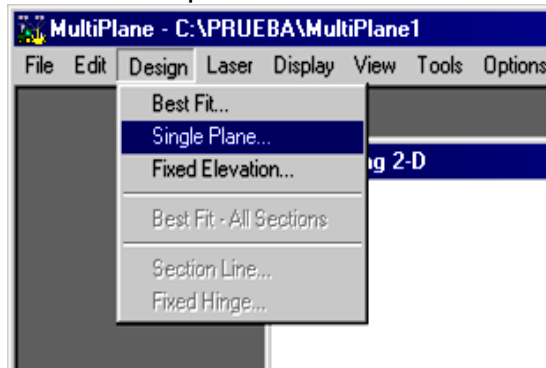 MultiPlane - C:\PRUEBA\MultiPlane1
File Edit Design Laser Display View Tools Options
Best Fit...
Single Plane...
Fixed Elevation...
2-D
Best Fit - All Sections
Section Line...
Fixed Hinge...